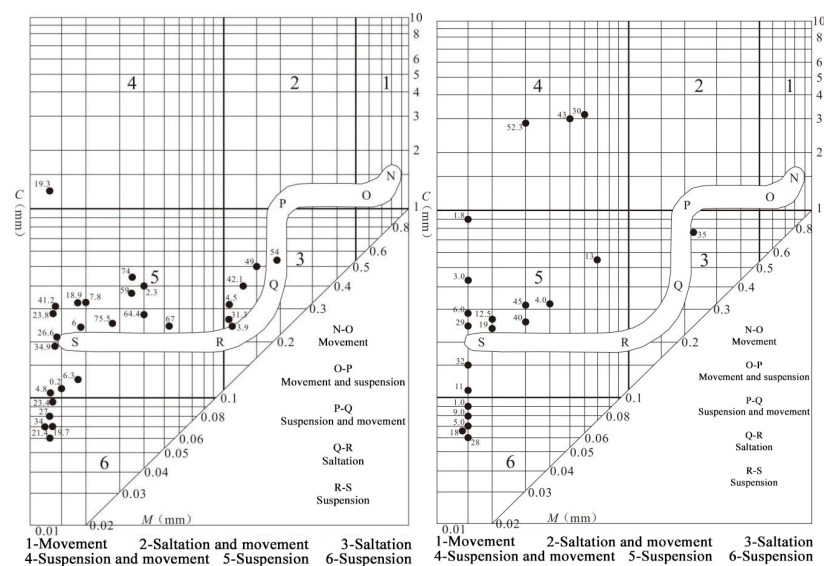 10
8
6
5
4
3
2
1
4
2
1
19.3
C
(mm)
N
P
O
74
5
54
3
49
59
2.3
42.1
Q
41.2
18.9
7.8
4.5
23.8
64.4
31.3
6
75.5
67
3.9
26.6
S
R
34.9
6.3
0.2
4.8
23.4
27
34
19.7
21.4
6
0.8
0.6
0.5
0.4
0.3
0.2
0.1
0.08
0.06
0.05
0.04
0.03
0.02
0.01
M (mm)
N-O
Movement
O-P
Movement and suspension
P-Q
Suspension and movement
Q-R
Saltation
R-S
Suspension
1-Movement 2-Saltation and movement 3-Saltation
4-Suspension and movement 5-Suspension 6-Suspension
10
8
6
5
4
3
2
1
4
2
1
43
30
52.3
C
(mm)
N
P
O
1.8
35
13
3
5
3.0
Q
45
4.0
6.0
12.5
29
19
40
S
R
32
11
1.0
9.0
5.0
18
28
6
0.8
0.6
0.5
0.4
0.3
0.2
0.1
0.08
0.06
0.05
0.04
0.03
0.02
0.01
M (mm)
N-O
Movement
O-P
Movement and suspension
P-Q
Suspension and movement
Q-R
Saltation
R-S
Suspension
1-Movement 2-Saltation and movement 3-Saltation
4-Suspension and movement 5-Suspension 6-Suspension